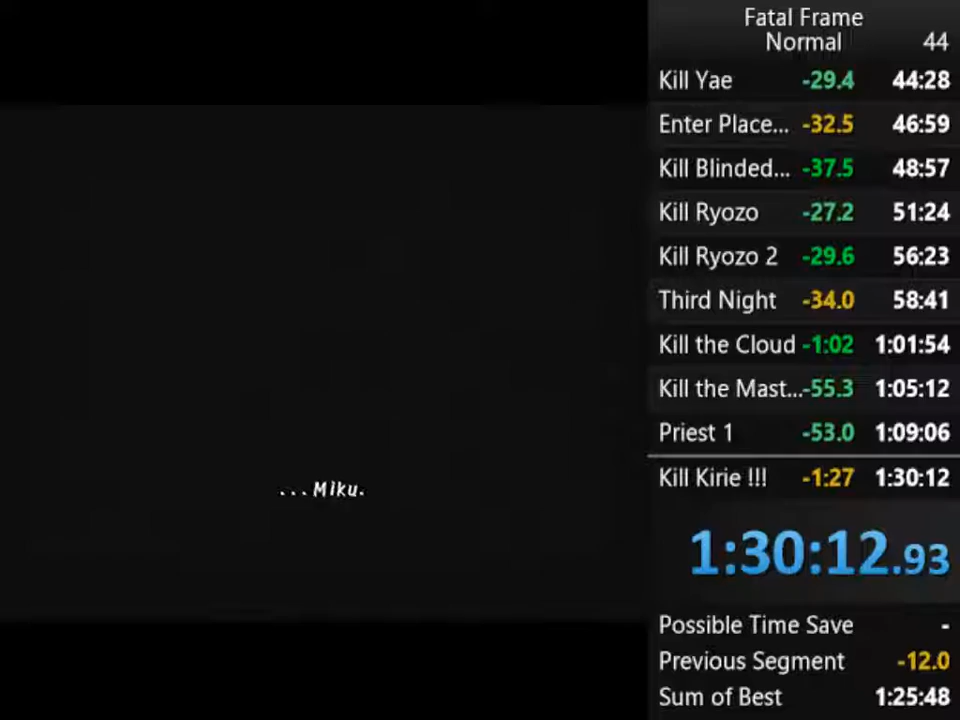 Fatal Frame
Normal 44
Kill Yae -29.4 44:28
Enter Place... -32.5 46:59
Kill Blinded... -37.5 48:57
Kill Ryozo -27.2 51:24
Kill Ryozo 2 -29.6 56:23
Third Night -34.0 58:41
Kill the Cloud -1:02 1:01:54
Kill the Mast... -55.3 1:05:12
Priest 1 -53.0 1:09:06
Kill Kirie !!! -1:27 1:30:12
...Miku.
1:30:12.93
Possible Time Save -
Previous Segment -12.0
Sum of Best 1:25:48